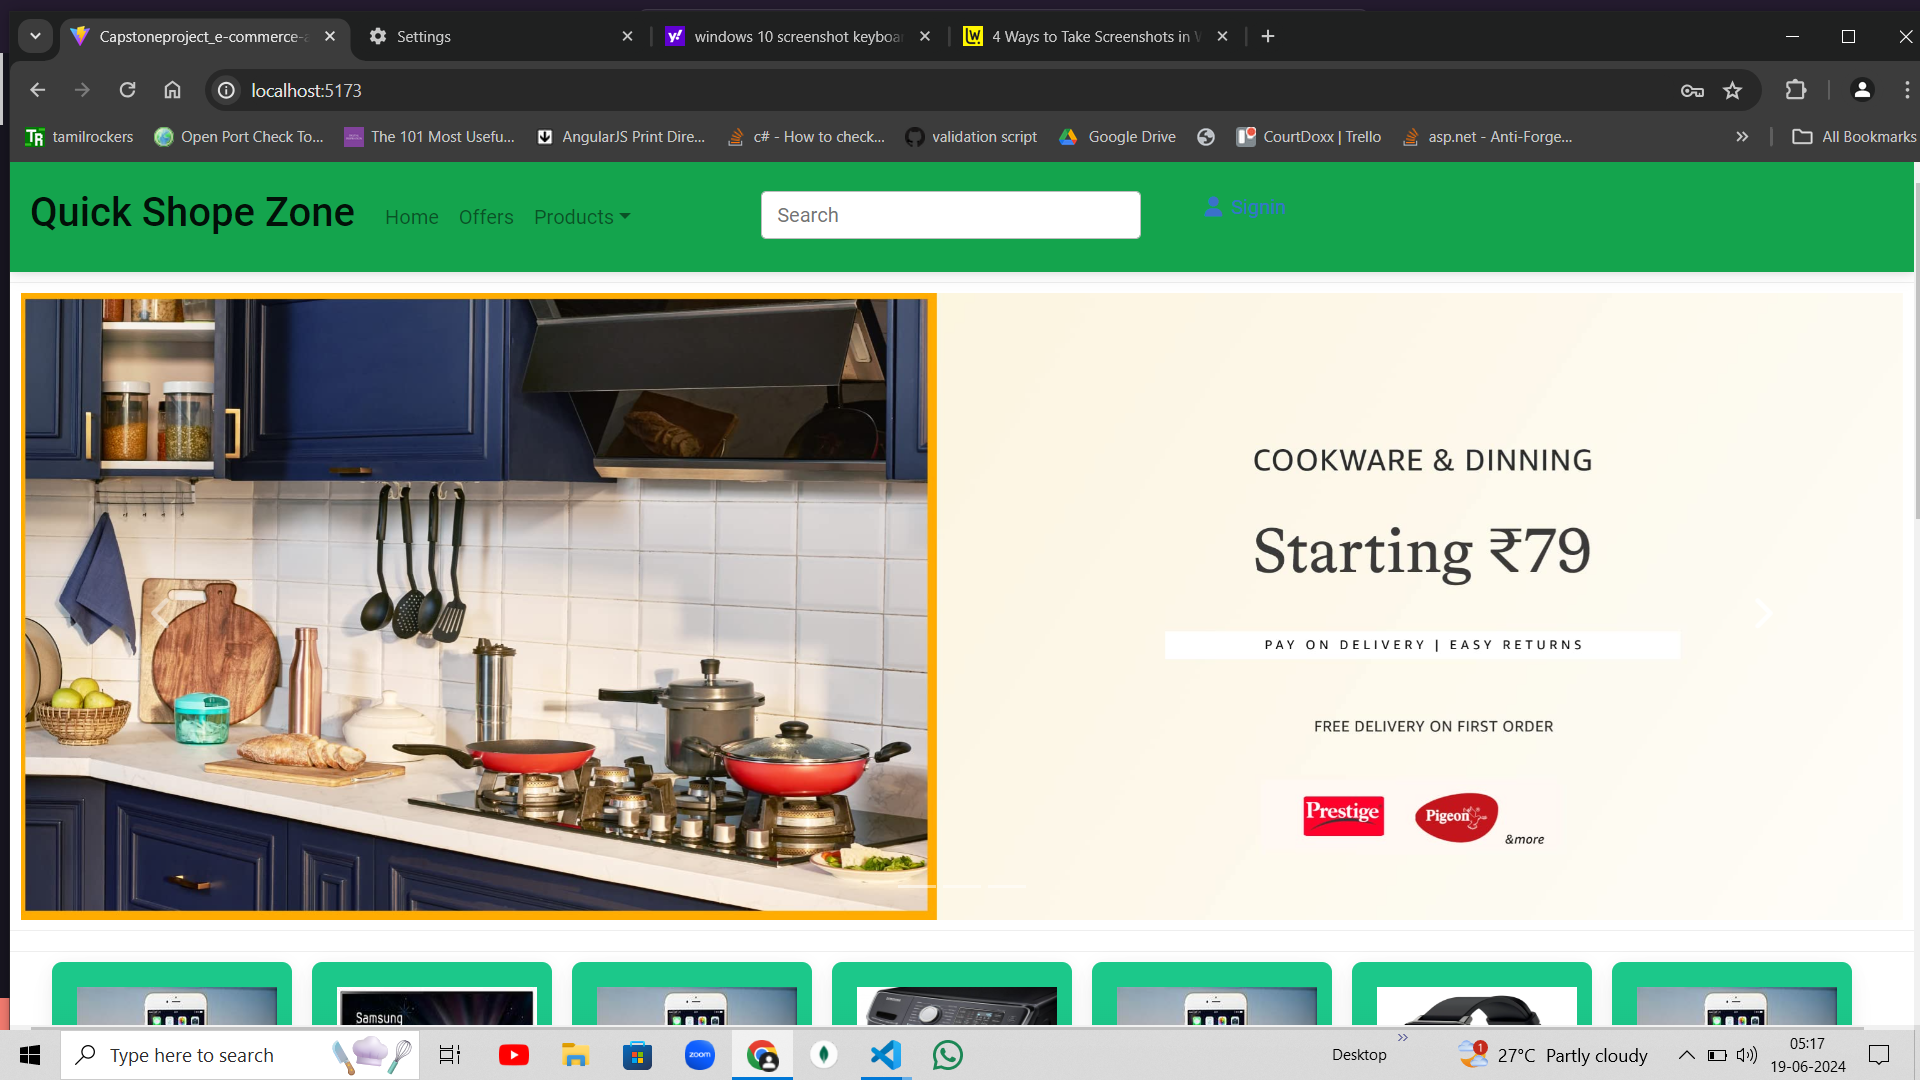 Capstoneproject_e-commerce-a
Settings
windows 10 screenshot keyboar
4 Ways to Take Screenshots in W
localhost:5173
tamilrockers
Open Port Check To...
The 101 Most Usefu...
AngularJS Print Dire...
c# - How to check...
validation script
Google Drive
CourtDoxx | Trello
asp.net - Anti-Forge...
All Bookmarks
Quick Shope Zone
Home
Offers
Products
Search
Signin
COOKWARE & DINNING
Starting ₹79
PAY ON DELIVERY | EASY RETURNS
FREE DELIVERY ON FIRST ORDER
Prestige
Pigeon
&more
Samsung
SAMSUNG
Type here to search
zoom
Desktop
1
27°C Partly cloudy
05:17
19-06-2024